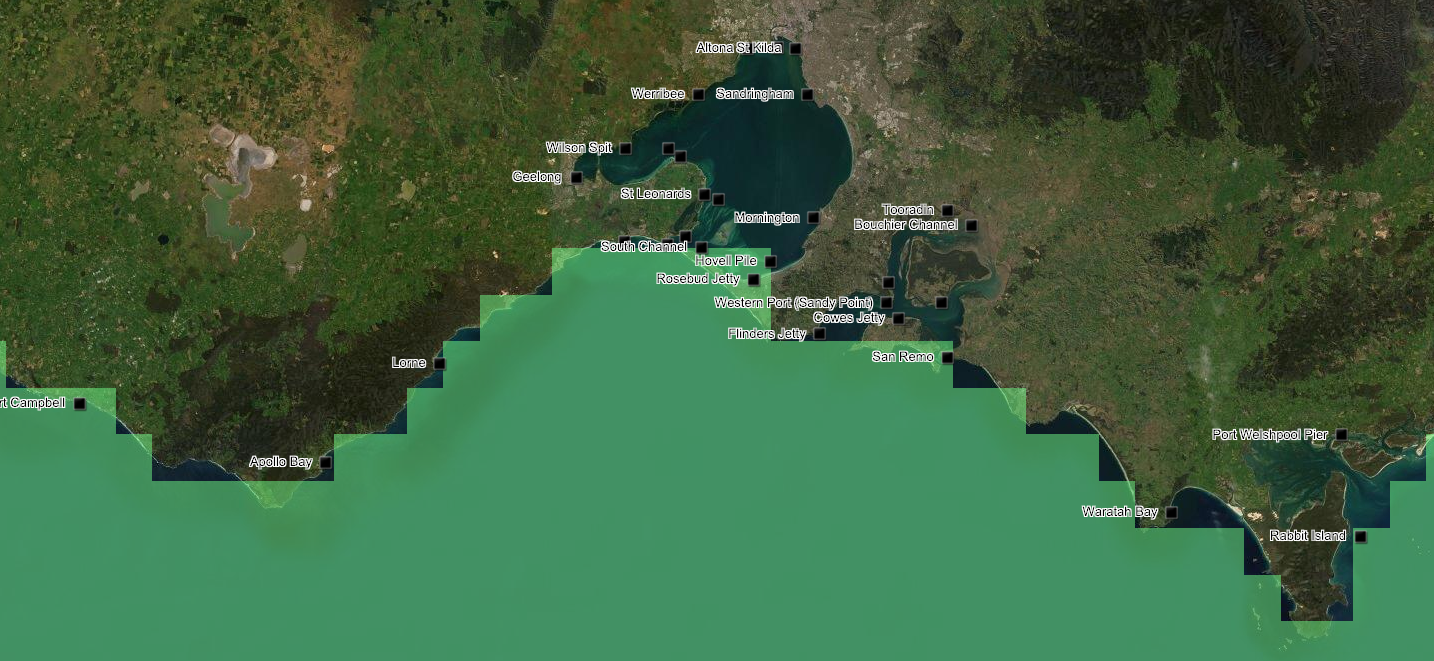 Altona St Kilda
Werribee
Sandringham
Wilson Spit
Geelong
St Leonards
Tooradin
Mornington
Bouchier Channel
South Channel
Hovell Pile
Rosebud Jetty
Western Port (Sandy Point)
Cowes Jetty
Flinders Jetty
San Remo
Lorne
rt Campbell
Port Welshpool Pier
Apollo Bay
Waratah Bay
Rabbit Island